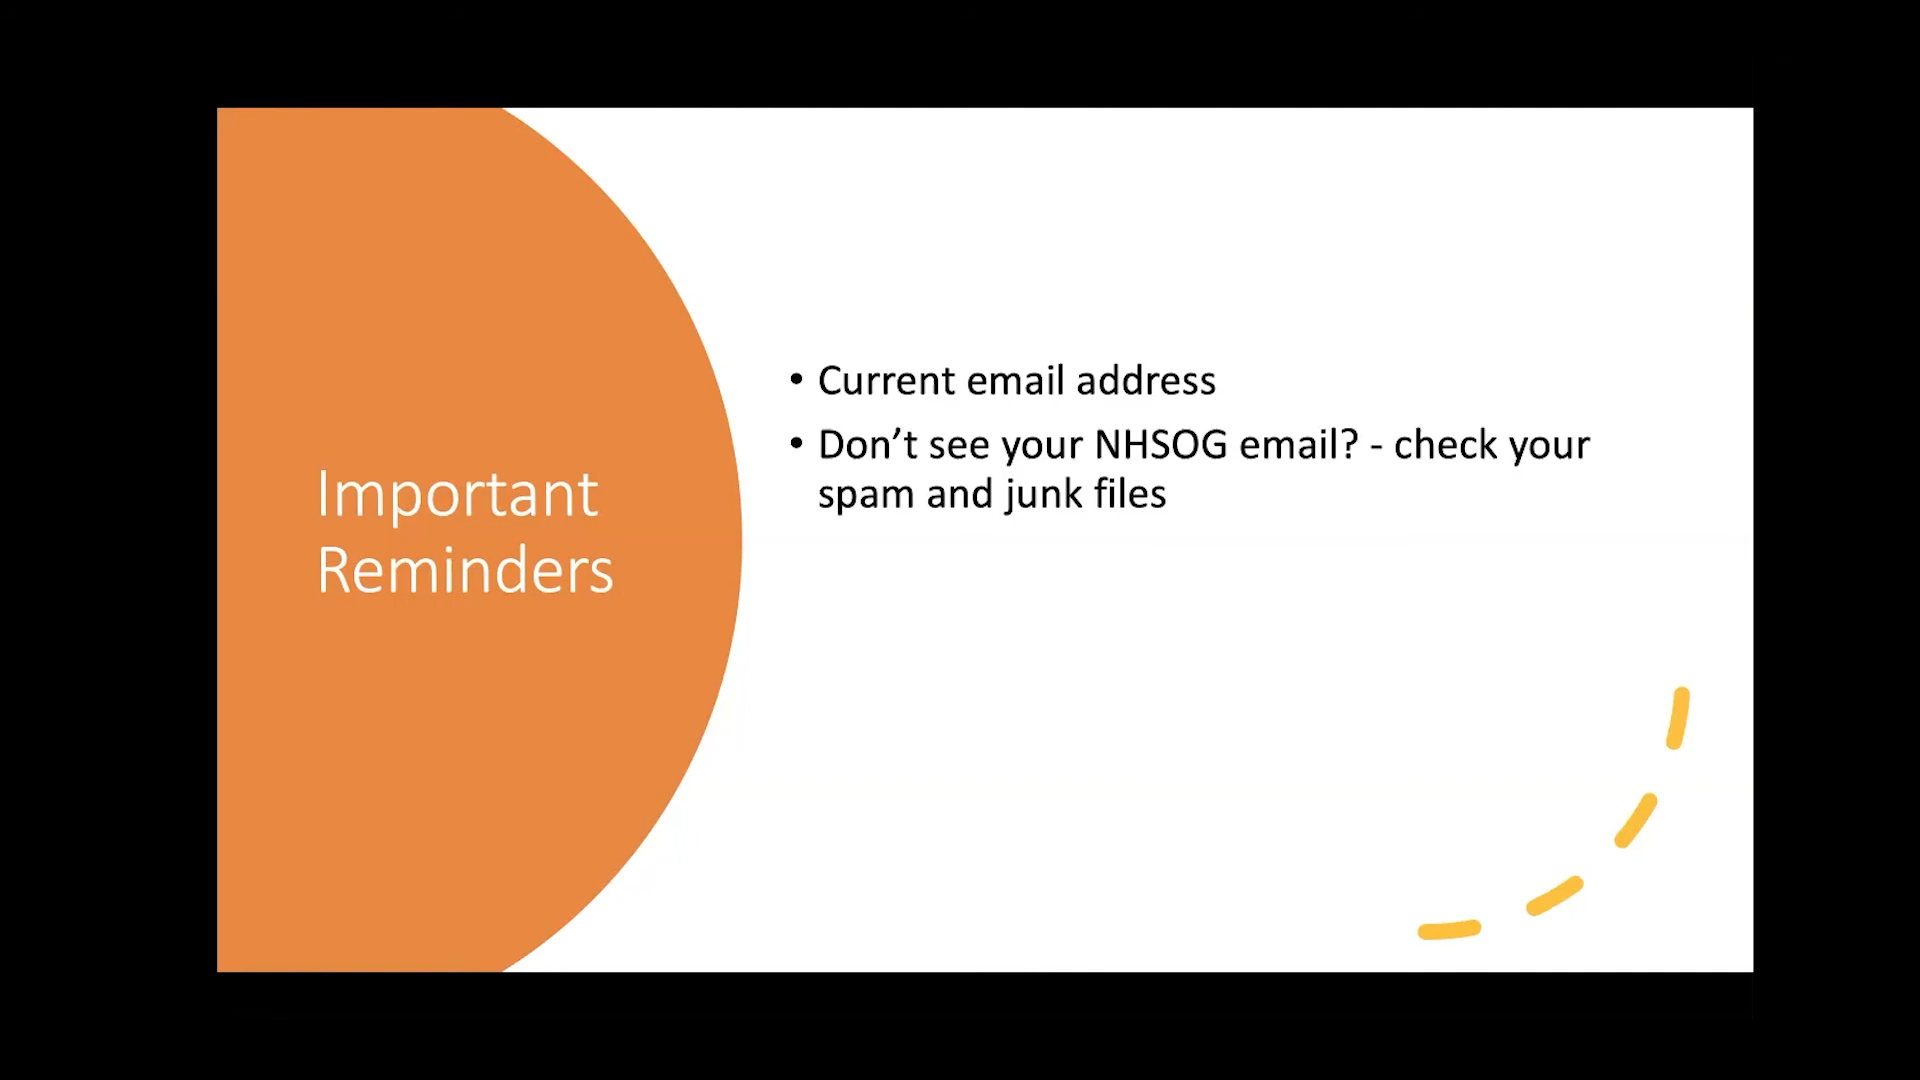 Important
Reminders
• Current email address
• Don’t see your NHSOG email? - check your
spam and junk files